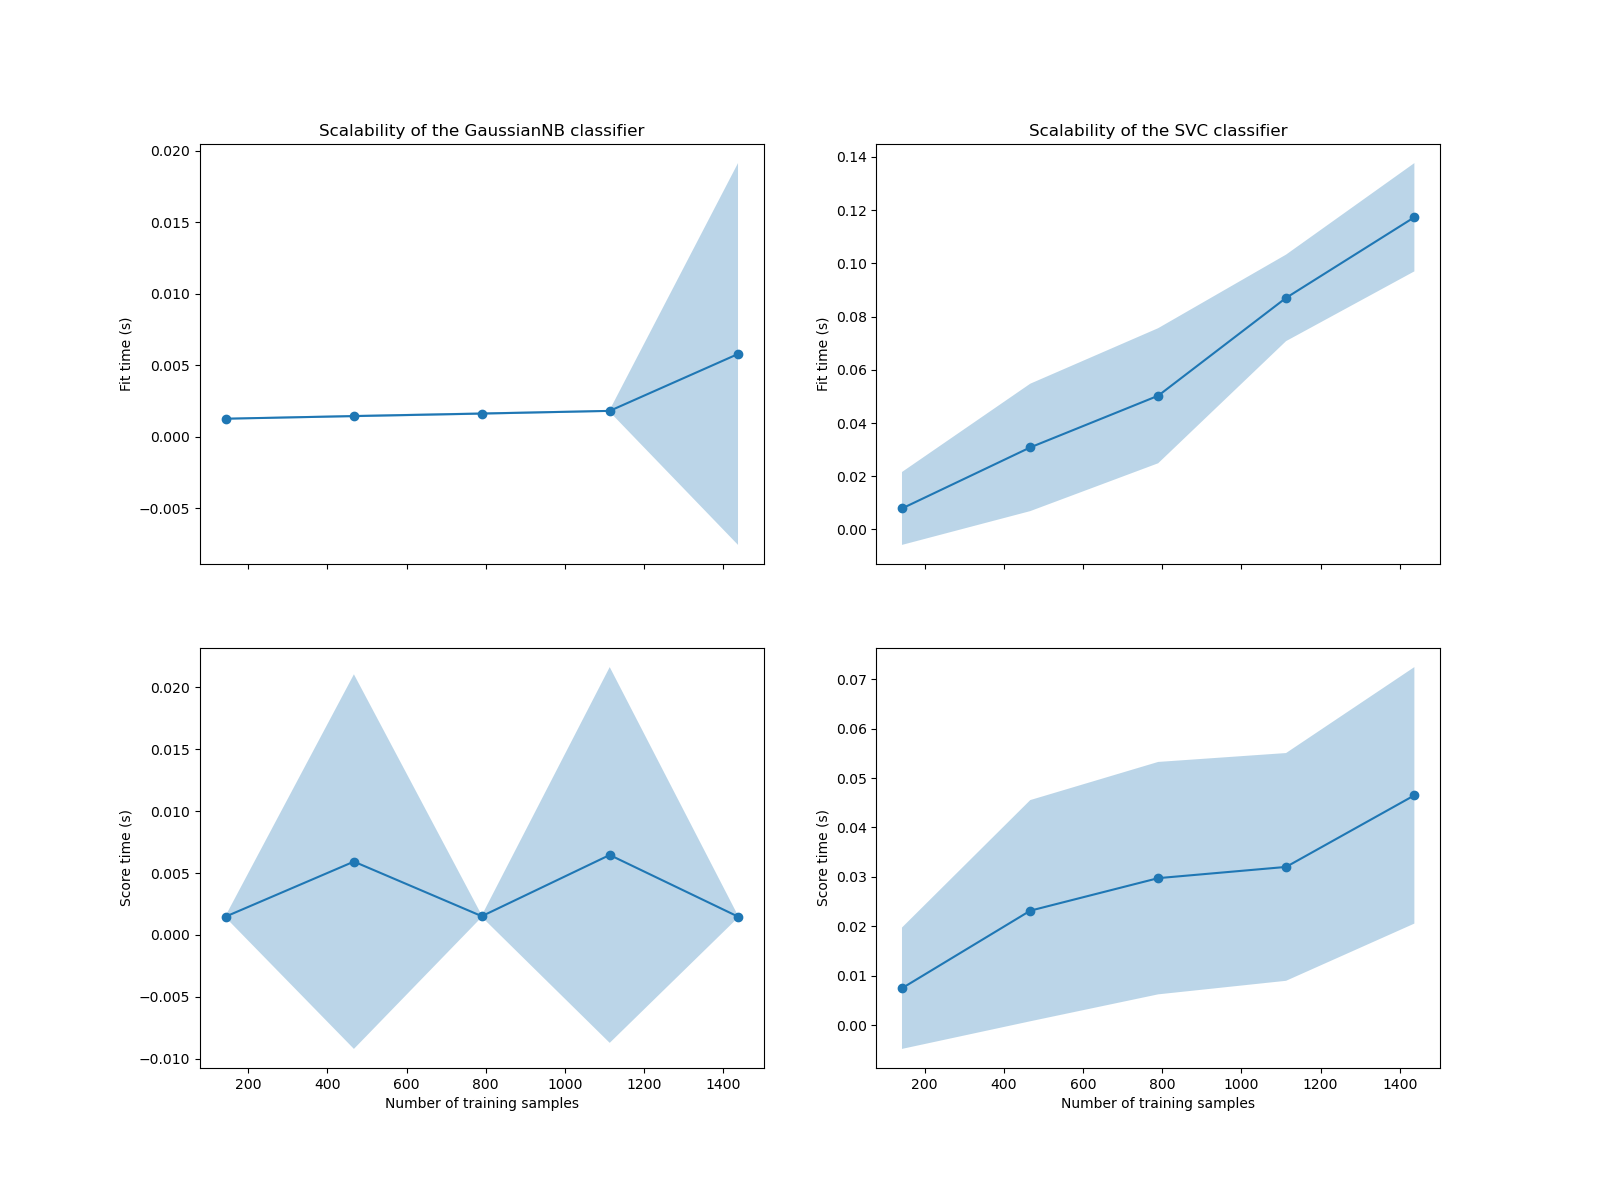 Scalability of the GaussianNB classifier
0.020
0.015
0.010
0.005
0.000
−0.005
Fit time (s)
Scalability of the SVC classifier
0.14
0.12
0.10
0.08
0.06
0.04
0.02
0.00
Fit time (s)
0.020
0.015
0.010
0.005
0.000
−0.005
−0.010
Score time (s)
200 400 600 800 1000 1200 1400
Number of training samples
0.07
0.06
0.05
0.04
0.03
0.02
0.01
0.00
Score time (s)
200 400 600 800 1000 1200 1400
Number of training samples